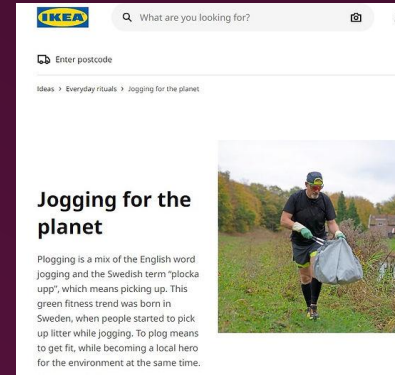 IKEA
What are you looking for?
Enter postcode
Ideas > Everyday rituals > Jogging for the planet
Jogging for the
planet
Plogging is a mix of the English word
jogging and the Swedish term “plocka
upp”, which means picking up. This
green fitness trend was born in
Sweden, when people started to pick
up litter while jogging. To plog means
to get fit, while becoming a local hero
for the environment at the same time.